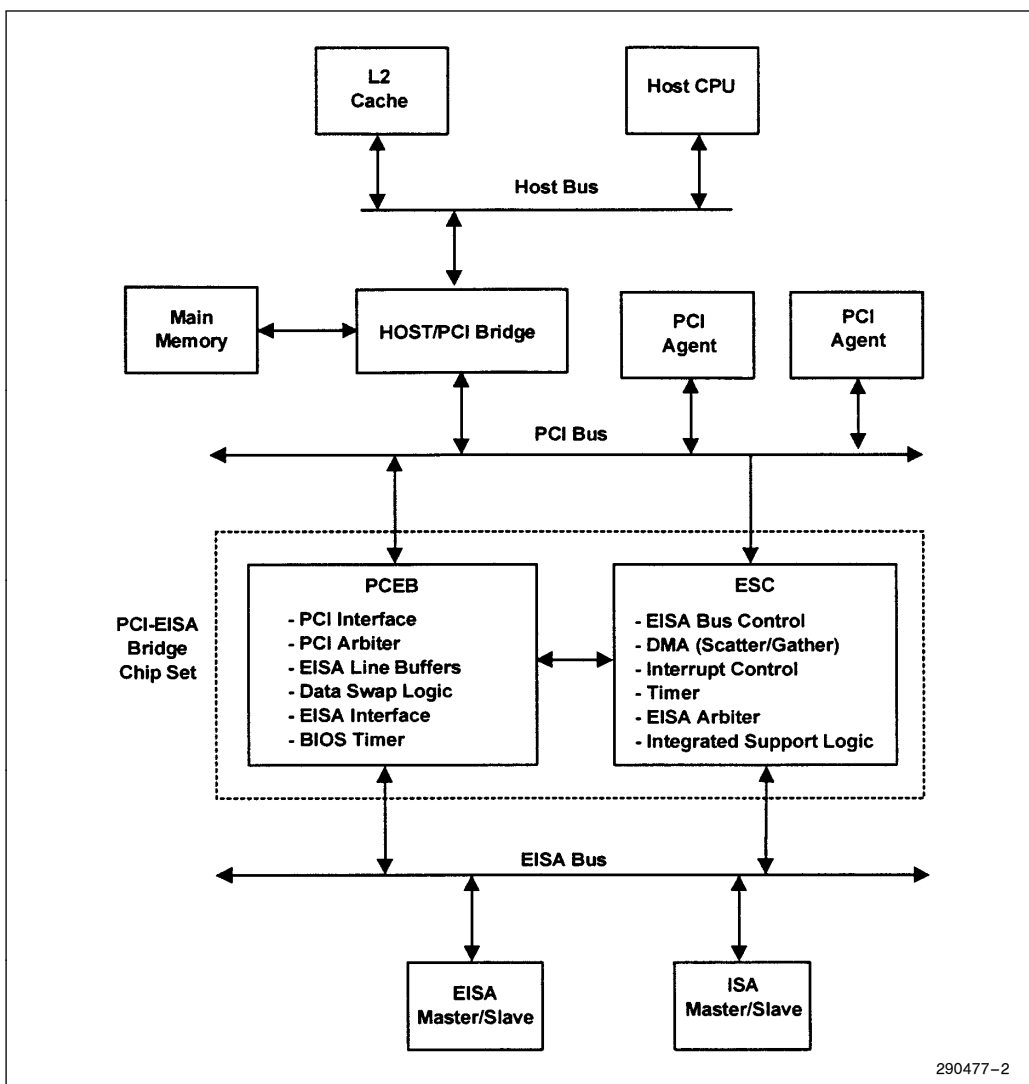 L2
Cache
Host CPU
Host Bus
Main
Memory
HOST/PCI Bridge
PCI
Agent
PCI
Agent
PCI Bus
PCI-EISA
Bridge
Chip Set
PCEB
- PCI Interface
- PCI Arbiter
- EISA Line Buffers
- Data Swap Logic
- EISA Interface
- BIOS Timer
ESC
- EISA Bus Control
- DMA (Scatter/Gather)
- Interrupt Control
- Timer
- EISA Arbiter
- Integrated Support Logic
EISA Bus
EISA
Master/Slave
ISA
Master/Slave
290477–2